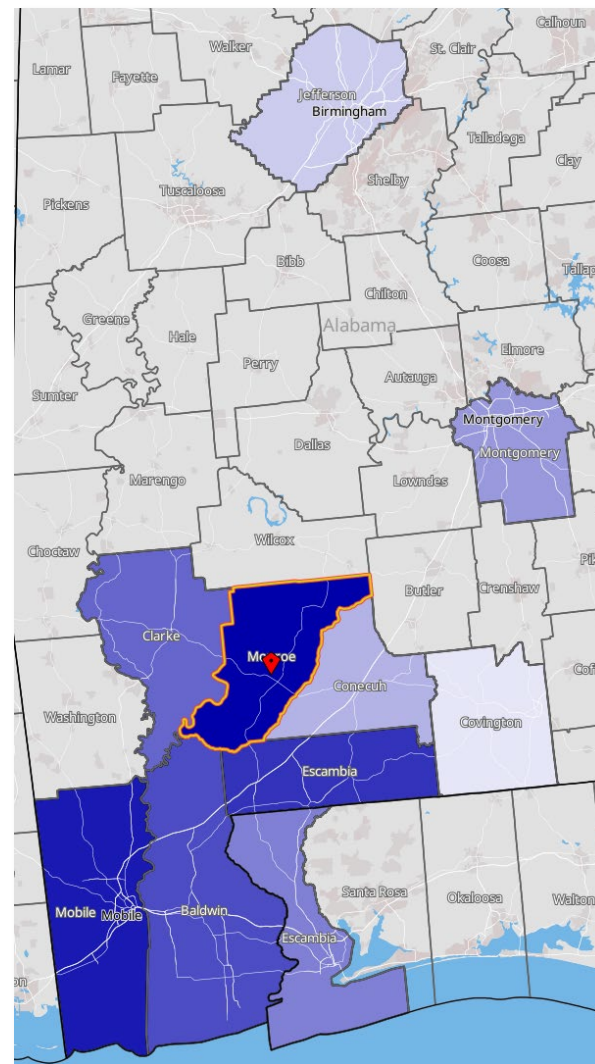 Calhoun
Walker
St. Clair
Lamar
Fayette
Jefferson
Birmingham
Talladega
Clay
Shelby
Tuscaloosa
Pickens
Bibb
Coosa
Tallap
Chilton
Greene
Hale
Alabama
Elmore
Perry
Autauga
Sumter
Montgomery
Dallas
Montgomery
Marengo
Lowndes
Wilcox
Choctaw
Pik
Butler
Crenshaw
Clarke
Monroe
Coff
Conecuh
Washington
Covington
Escambia
Santa Rosa
Okaloosa
Walton
Mobile
Mobile
Baldwin
Escambia
on